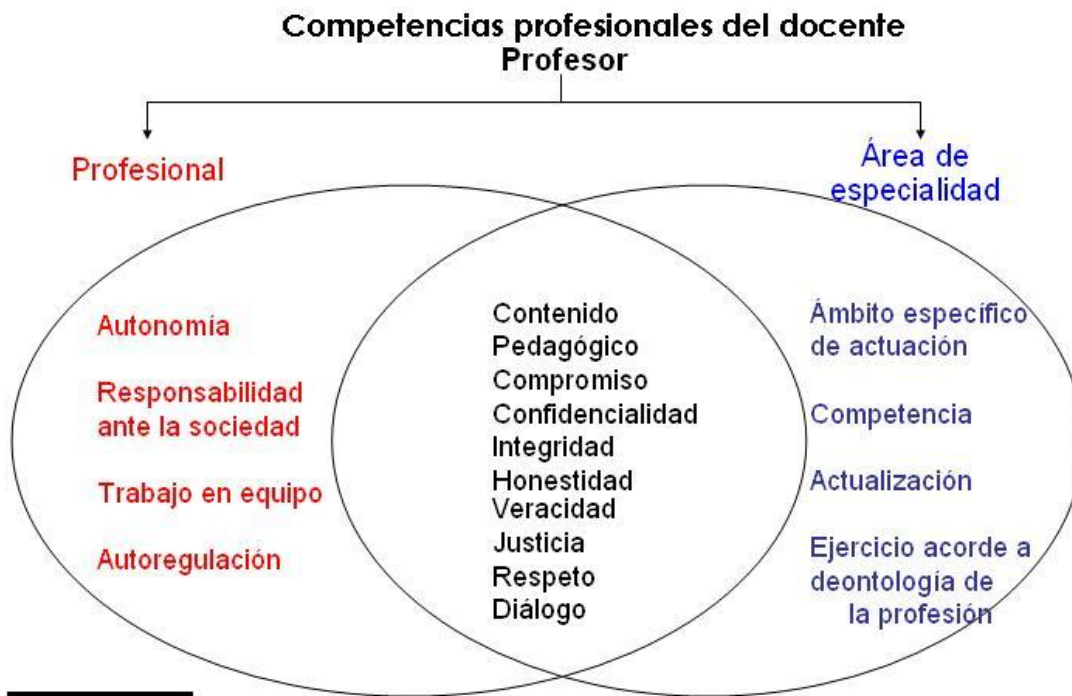 Competencias profesionales del docente
Profesor
Profesional
Área de
especialidad
Autonomía
Responsabilidad
ante la sociedad
Trabajo en equipo
Autoregulación
Contenido
Pedagógico
Compromiso
Confidencialidad
Integridad
Honestidad
Veracidad
Justicia
Respeto
Diálogo
Ámbito específico
de actuación
Competencia
Actualización
Ejercicio acorde a
deontología de
la profesión